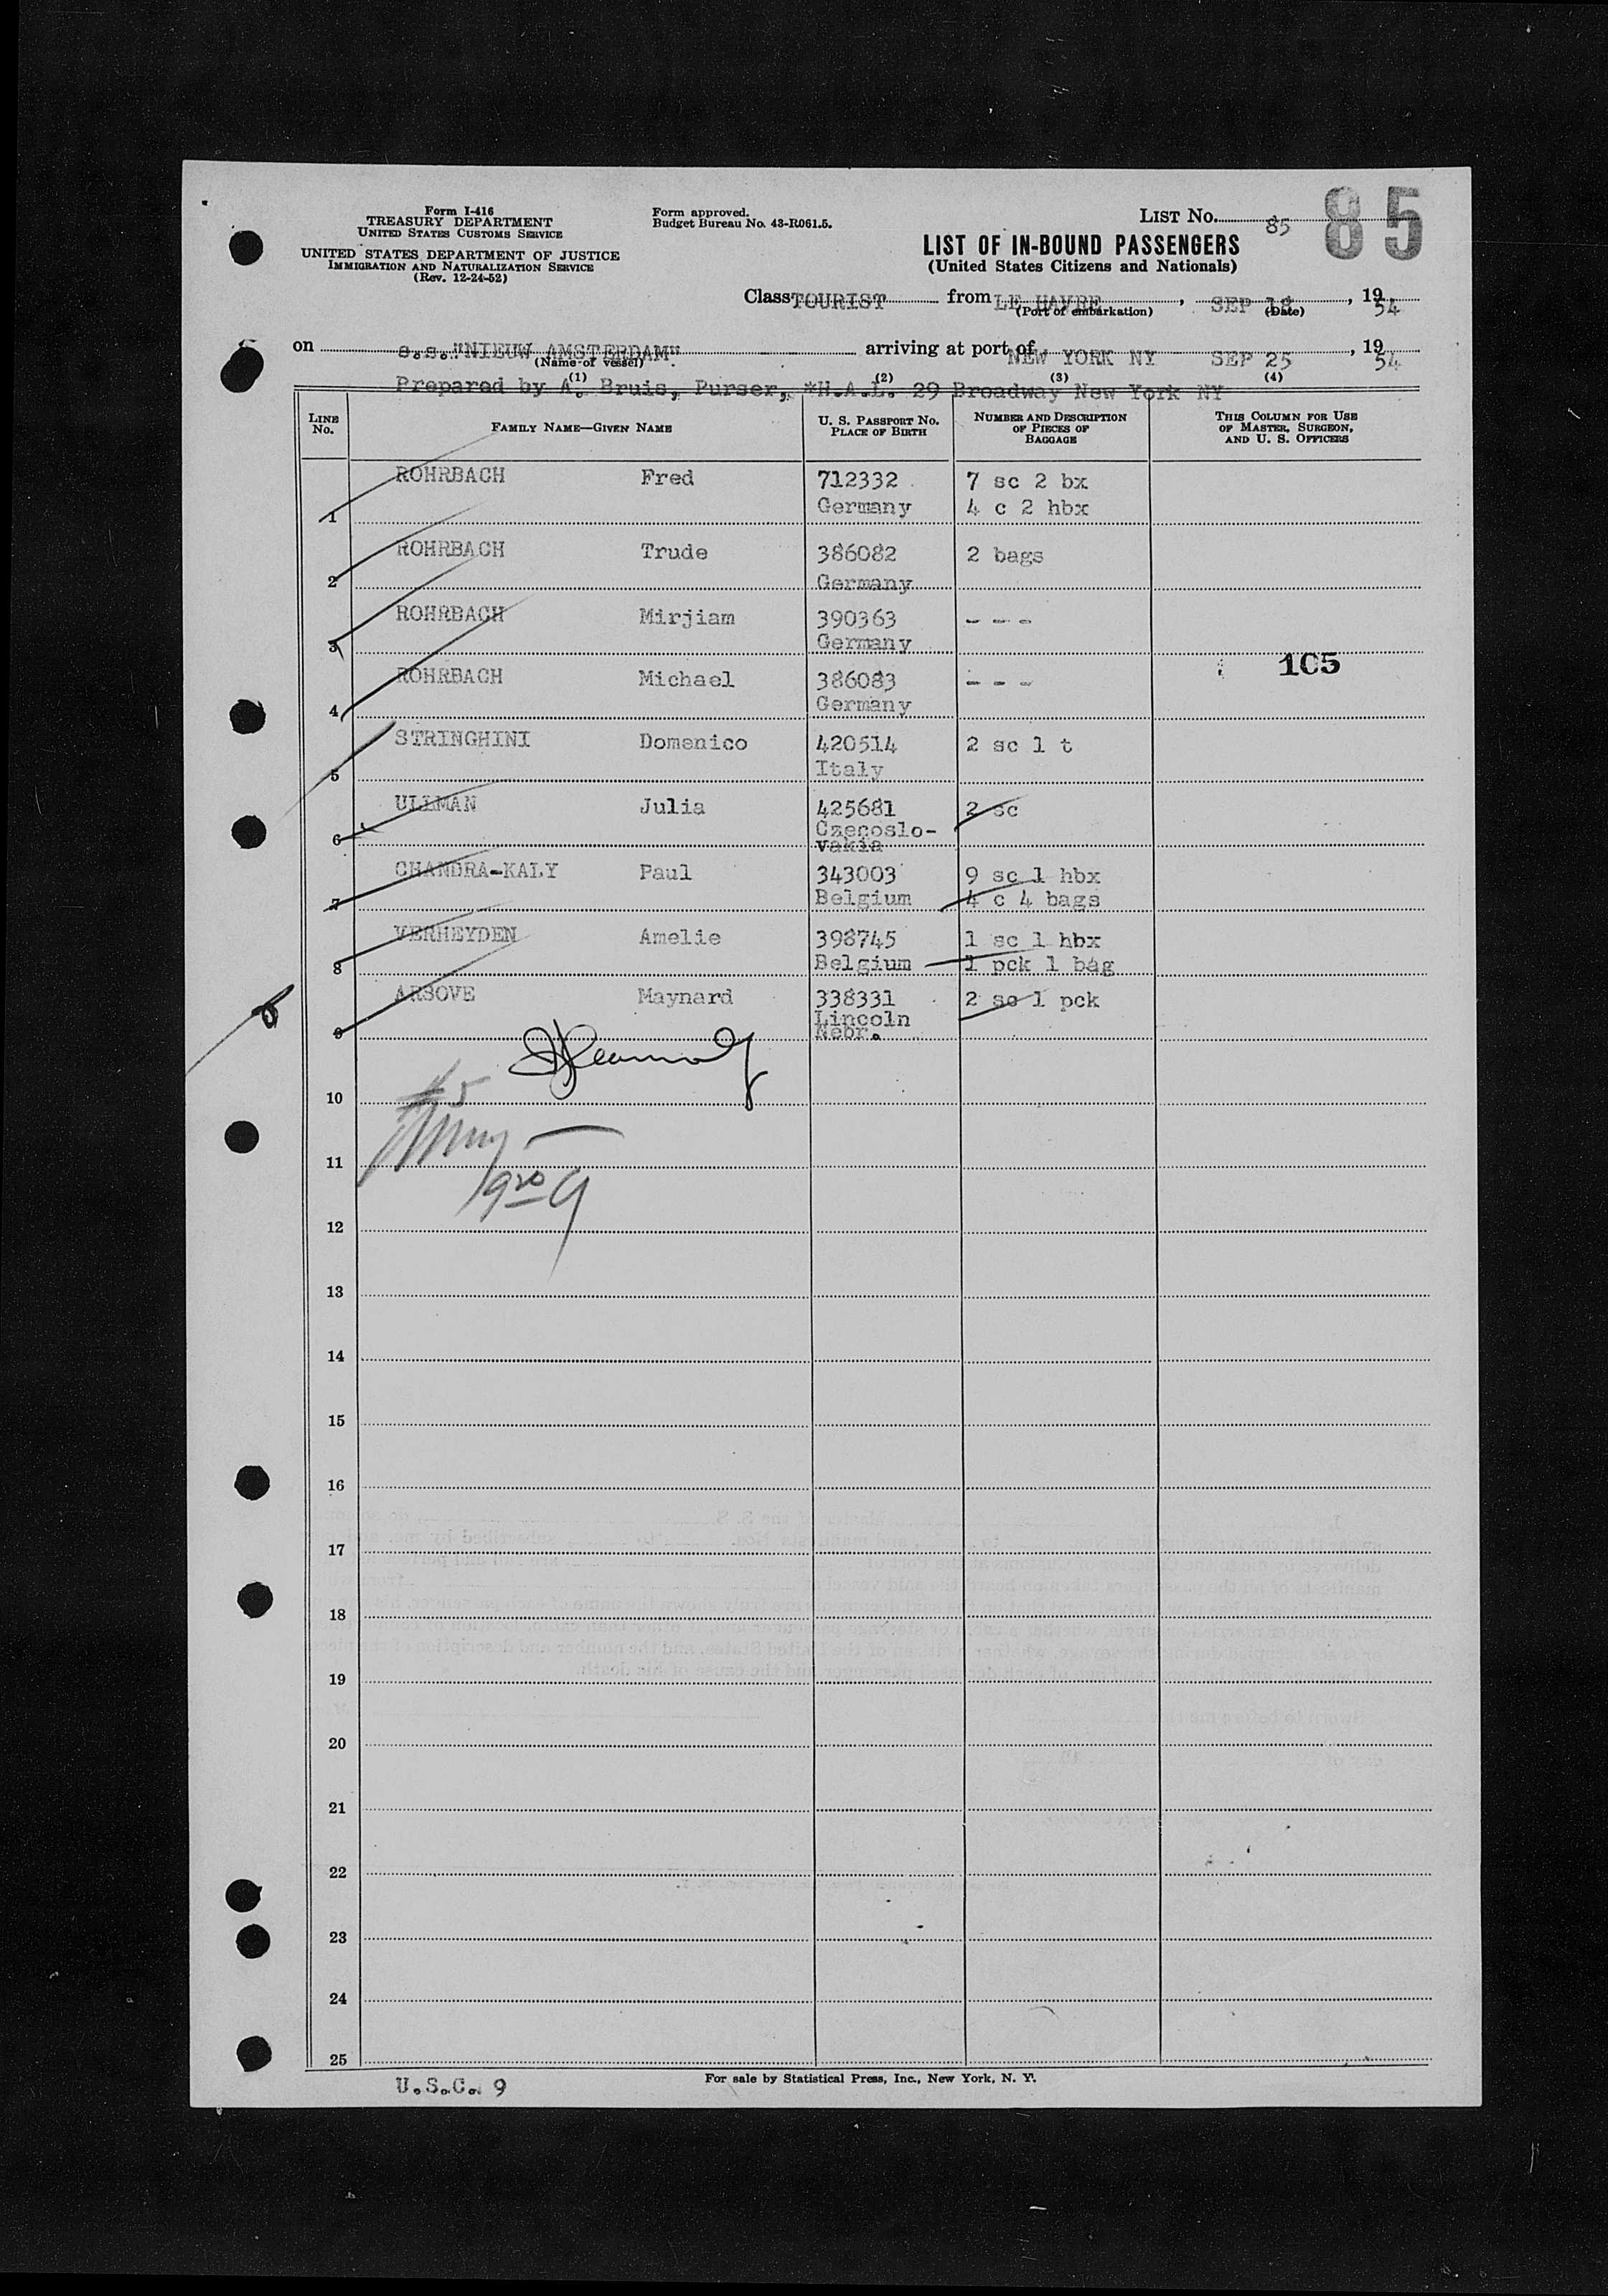 Form I-416
TREASURY DEPARTMENT
UNITED STATES CUSTOMS SERVICE
UNITED STATES DEPARTMENT OF JUSTICE
IMMIGRATION AND NATURALIZATION SERVICE
(Rev. 12-24-52)
Form approved.
Budget Bureau No. 43-R061.5.
LIST No. 85
85
LIST OF IN-BOUND PASSENGERS
(United States Citizens and Nationals)
Class TOURIST from LE HAVRE, SEP 18, 1954
(Port of embarkation) (Date)
on s.s."NIEUW AMSTERDAM" arriving at port of NEW YORK NY SEP 25, 1954
(Name of vessel)
(1) (2) (3) (4)
Prepared by A. Bruis, Purser, *H.A.L. 29 Broadway New York NY
LINE No. FAMILY NAME—GIVEN NAME U. S. PASSPORT No. PLACE OF BIRTH NUMBER AND DESCRIPTION OF PIECES OF BAGGAGE THIS COLUMN FOR USE OF MASTER, SURGEON, AND U. S. OFFICERS
ROHRBACH Fred 712332 7 sc 2 bx
1 Germany 4 c 2 hbx
ROHRBACH Trude 386082 2 bags
2 Germany
ROHRBACH Mirjiam 390363 - - -
3 Germany
105
ROHRBACH Michael 386083 - - -
4 Germany
STRINGHINI Domenico 420514 2 sc 1 t
5 Italy
ULLMAN Julia 425681 2 sc
Czecoslo-
6 vakia
CHANDRA-KALY Paul 343003 9 sc 1 hbx
7 Belgium 4 c 4 bags
VERHEYDEN Amelie 398745 1 sc 1 hbx
8 Belgium 1 pck 1 bag
ARSOVE Maynard 338331 2 sc 1 pck
Lincoln
9 Nebr.
#5
10
11
12
13
14
15
16
17
18
19
20
21
22
23
24
25
U.S.C. 9
For sale by Statistical Press, Inc., New York, N. Y.